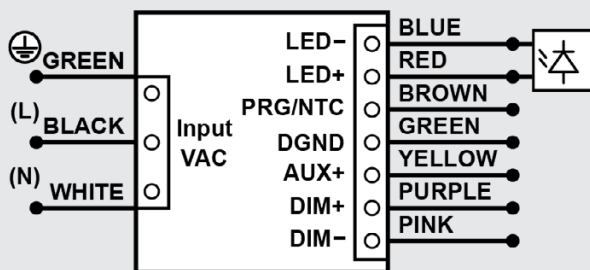 GREEN
(L)
BLACK
(N)
WHITE
Input
VAC
LED− BLUE
LED+ RED
PRG/NTC BROWN
DGND GREEN
AUX+ YELLOW
DIM+ PURPLE
DIM− PINK